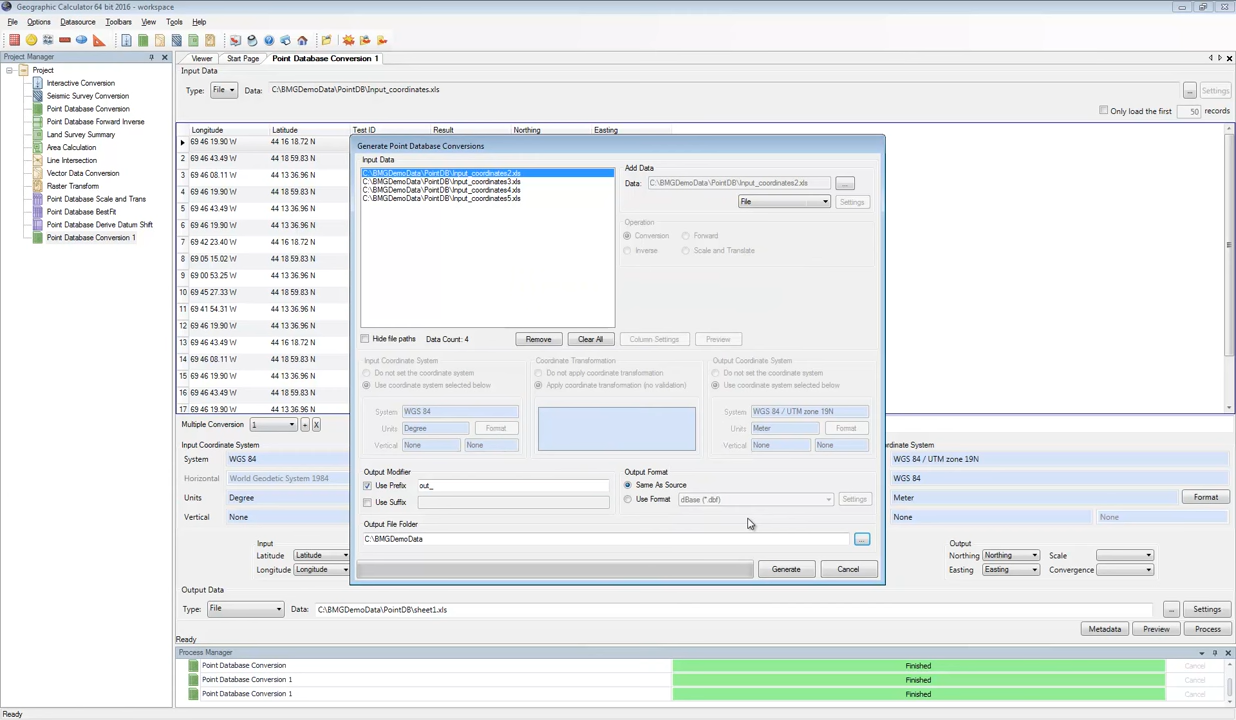 Geographic Calculator 64 bit 2016 - workspace
File Options Datasource Toolbars View Tools Help
Project Manager
Project
Interactive Conversion
Seismic Survey Conversion
Point Database Conversion
Point Database Forward Inverse
Land Survey Summary
Area Calculation
Line Intersection
Vector Data Conversion
Raster Transform
Point Database Scale and Trans
Point Database BestFit
Point Database Derive Datum Shift
Point Database Conversion 1
Viewer Start Page Point Database Conversion 1
Input Data
Type: File Data: C:\BMGDemoData\PointDB\Input_coordinates.xls ... Settings
Only load the first 50 records
Longitude Latitude Test ID Result Northing Easting
69 46 19.90 W 44 16 18.72 N
2 69 46 43.49 W 44 18 59.83 N
3 69 46 08.11 W 44 13 36.96 N
4 69 46 19.90 W 44 13 36.96 N
5 69 46 43.49 W 44 13 36.96 N
6 69 46 19.90 W 44 13 36.96 N
7 69 42 23.40 W 44 16 18.72 N
8 69 05 15.02 W 44 18 59.83 N
9 69 00 53.25 W 44 13 36.96 N
10 69 45 27.33 W 44 13 36.96 N
11 69 41 54.31 W 44 13 36.96 N
12 69 46 19.90 W 44 13 36.96 N
13 69 46 43.49 W 44 16 18.72 N
14 69 46 08.11 W 44 18 59.83 N
15 69 46 19.90 W 44 13 36.96 N
16 69 46 43.49 W 44 18 59.83 N
17 69 46 19.90 W 44 13 36.96 N
Multiple Conversion 1 + X
Input Coordinate System
System WGS 84
Horizontal World Geodetic System 1984
Units Degree
Vertical None
Input
Latitude Latitude
Longitude Longitude
Generate Point Database Conversions
Input Data
C:\BMGDemoData\PointDB\Input_coordinates2.xls
C:\BMGDemoData\PointDB\Input_coordinates3.xls
C:\BMGDemoData\PointDB\Input_coordinates4.xls
C:\BMGDemoData\PointDB\Input_coordinates5.xls
Add Data
Data: C:\BMGDemoData\PointDB\Input_coordinates2.xls ...
File Settings
Operation
Conversion Forward
Inverse Scale and Translate
Hide file paths Data Count: 4 Remove Clear All Column Settings Preview
Input Coordinate System
Do not set the coordinate system
Use coordinate system selected below
System WGS 84
Units Degree Format
Vertical None None
Coordinate Transformation
Do not apply coordinate transformation
Apply coordinate transformation (no validation)
Output Coordinate System
Do not set the coordinate system
Use coordinate system selected below
System WGS 84 / UTM zone 19N
Units Meter Format
Vertical None None
Output Modifier
Use Prefix out_
Use Suffix
Output Format
Same As Source
Use Format dBase (*.dbf) Settings
Output File Folder
C:\BMGDemoData ...
Generate Cancel
rdinate System
WGS 84 / UTM zone 19N
WGS 84
Meter Format
None None
Output
Northing Northing Scale
Easting Easting Convergence
Output Data
Type: File Data: C:\BMGDemoData\PointDB\sheet1.xls ... Settings
Metadata Preview Process
Ready
Process Manager
Point Database Conversion Finished Cancel
Point Database Conversion 1 Finished Cancel
Point Database Conversion 1 Finished Cancel
Ready